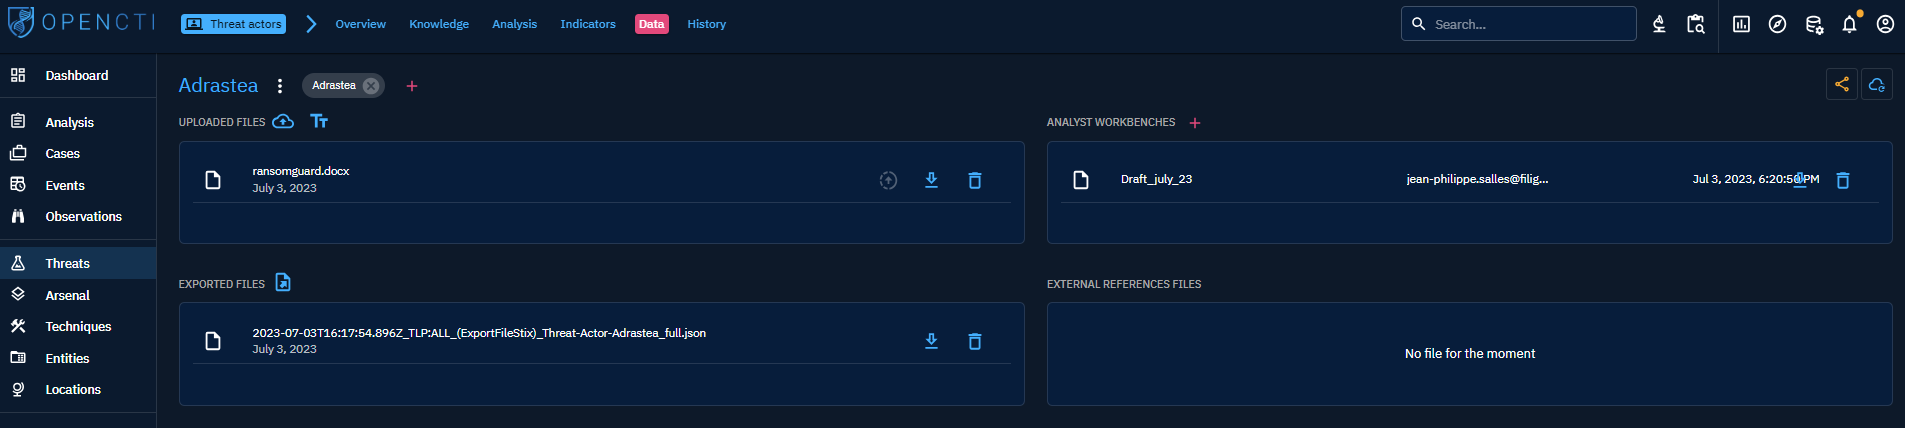 OPENCTI
Threat actors
Overview
Knowledge
Analysis
Indicators
Data
History
Search...
Dashboard
Analysis
Cases
Events
Observations
Threats
Arsenal
Techniques
Entities
Locations
Adrastea
Adrastea
UPLOADED FILES
ransomguard.docx
July 3, 2023
ANALYST WORKBENCHES
Draft_july_23
jean-philippe.salles@filig...
Jul 3, 2023, 6:20:50 PM
EXPORTED FILES
2023-07-03T16:17:54.896Z_TLP:ALL_(ExportFileStix)_Threat-Actor-Adrastea_full.json
July 3, 2023
EXTERNAL REFERENCES FILES
No file for the moment